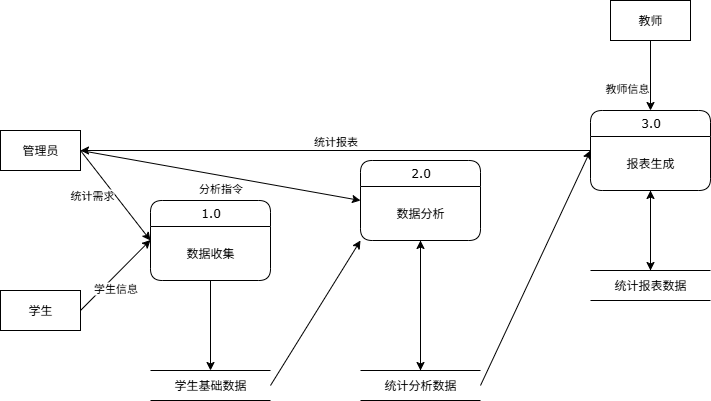 教师
教师信息
3.0
报表生成
管理员
统计报表
2.0
数据分析
分析指令
统计需求
1.0
数据收集
学生信息
学生
统计报表数据
学生基础数据
统计分析数据